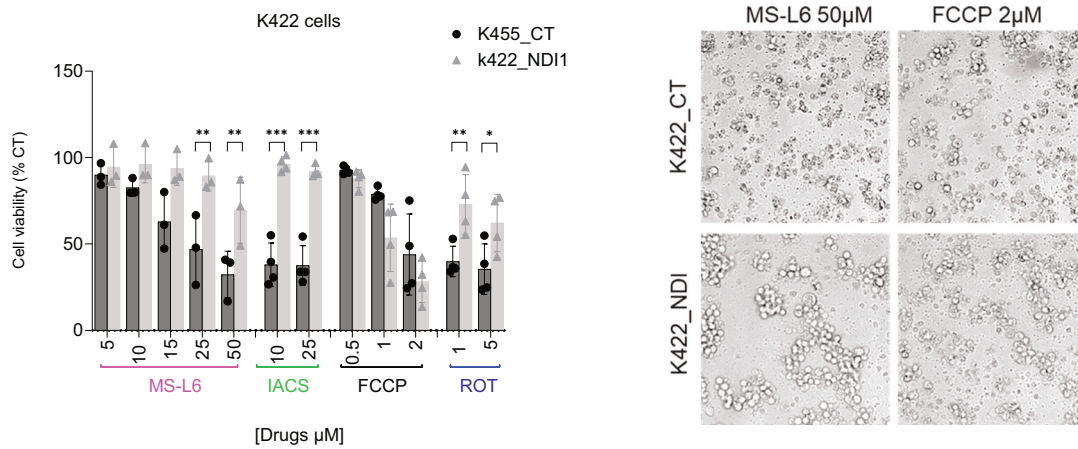 K422 cells
K455_CT
k422_NDI1
Cell viability (% CT)
150
100
50
0
** ** *** *** ** *
5 10 15 25 50 10 25 0.5 1 2 1 5
MS-L6 IACS FCCP ROT
[Drugs µM]
MS-L6 50µM FCCP 2µM
K422_CT
K422_NDI